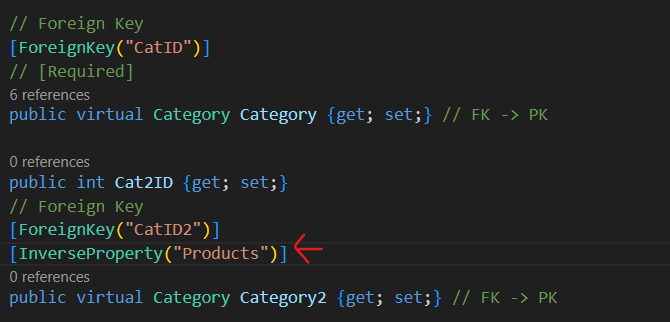 // Foreign Key
[ForeignKey("CatID")]
// [Required]
6 references
public virtual Category Category {get; set;} // FK -> PK
0 references
public int Cat2ID {get; set;}
// Foreign Key
[ForeignKey("CatID2")]
[InverseProperty("Products")]
0 references
public virtual Category Category2 {get; set;} // FK -> PK